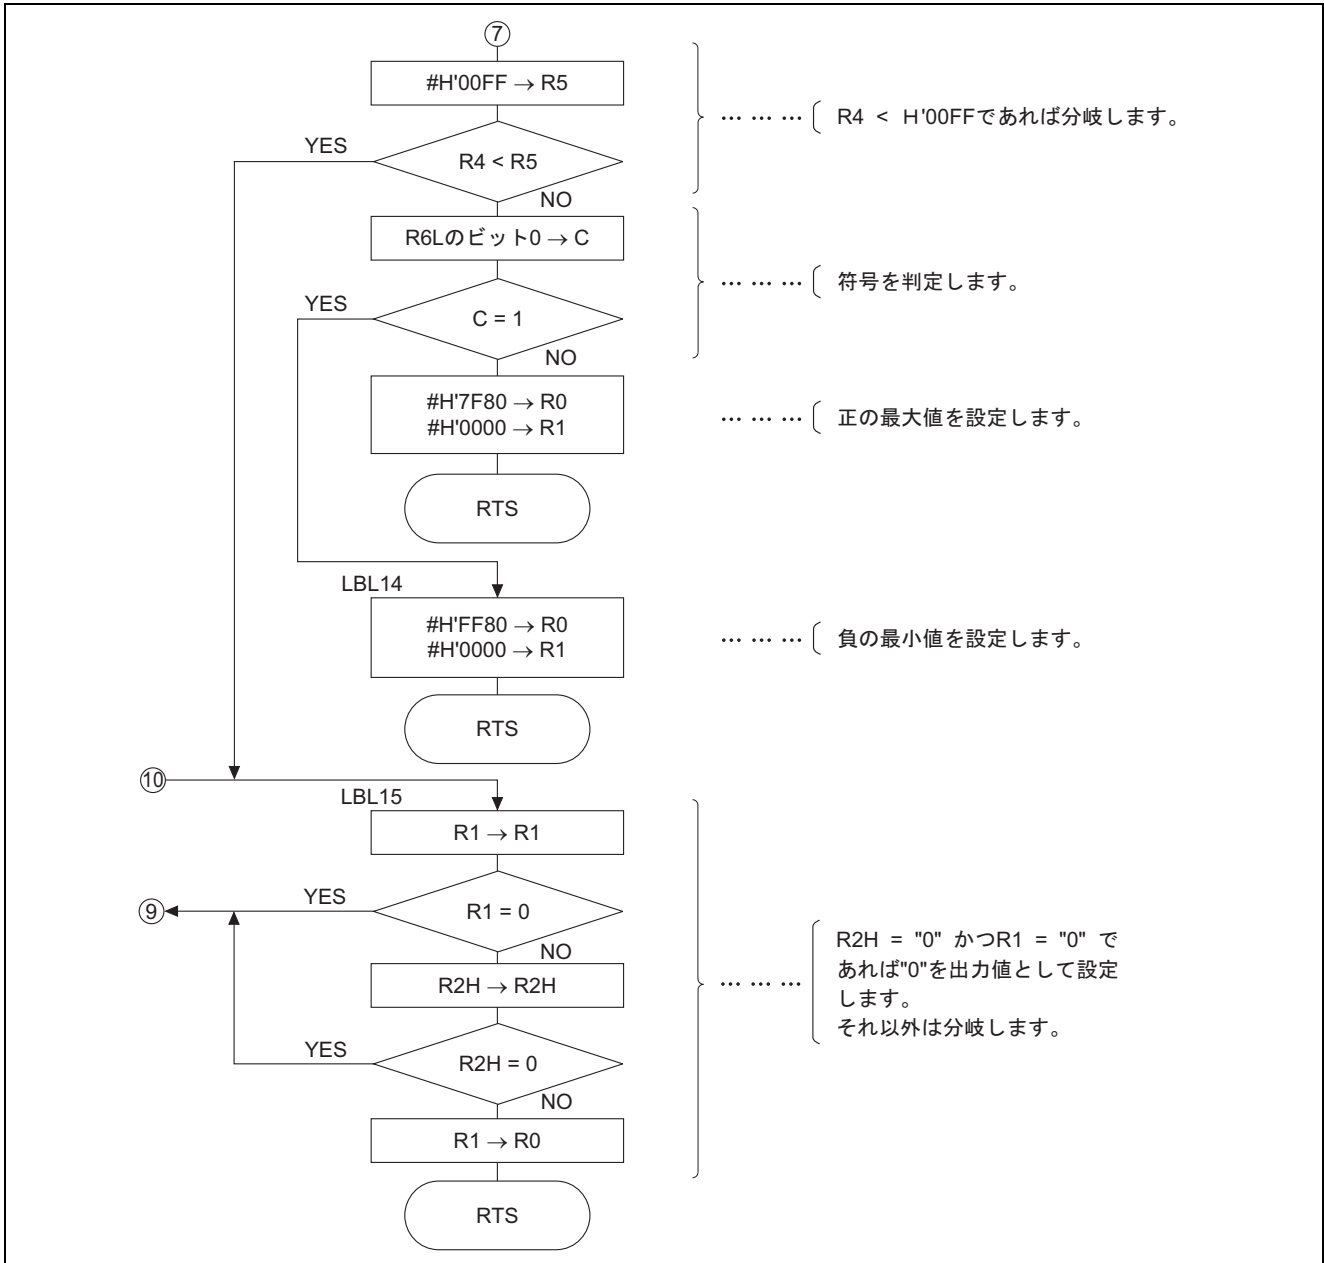 ⑦
#H'00FF → R5
… … … R4 < H'00FFであれば分岐します。
YES
R4 < R5
NO
R6Lのビット0 → C
… … … 符号を判定します。
YES
C = 1
NO
#H'7F80 → R0
#H'0000 → R1
… … … 正の最大値を設定します。
RTS
LBL14
#H'FF80 → R0
#H'0000 → R1
… … … 負の最小値を設定します。
RTS
⑩
LBL15
R1 → R1
YES
⑨
R1 = 0
NO
R2H → R2H
… … … R2H = "0" かつR1 = "0" で
あれば"0"を出力値として設定
します。
それ以外は分岐します。
YES
R2H = 0
NO
R1 → R0
RTS